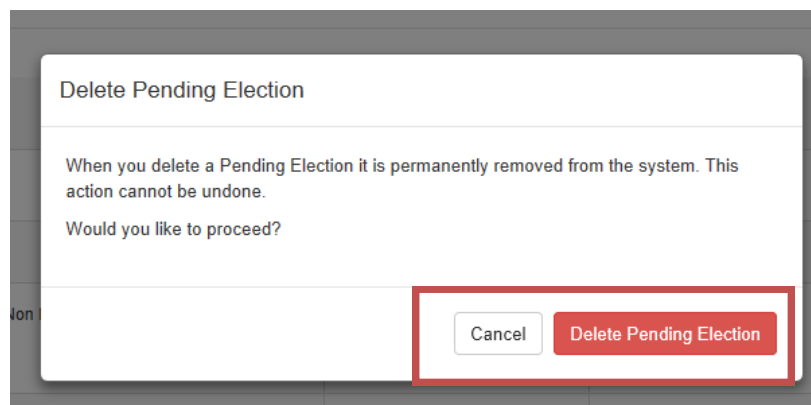 Delete Pending Election
When you delete a Pending Election it is permanently removed from the system. This
action cannot be undone.
Would you like to proceed?
Non
Cancel Delete Pending Election